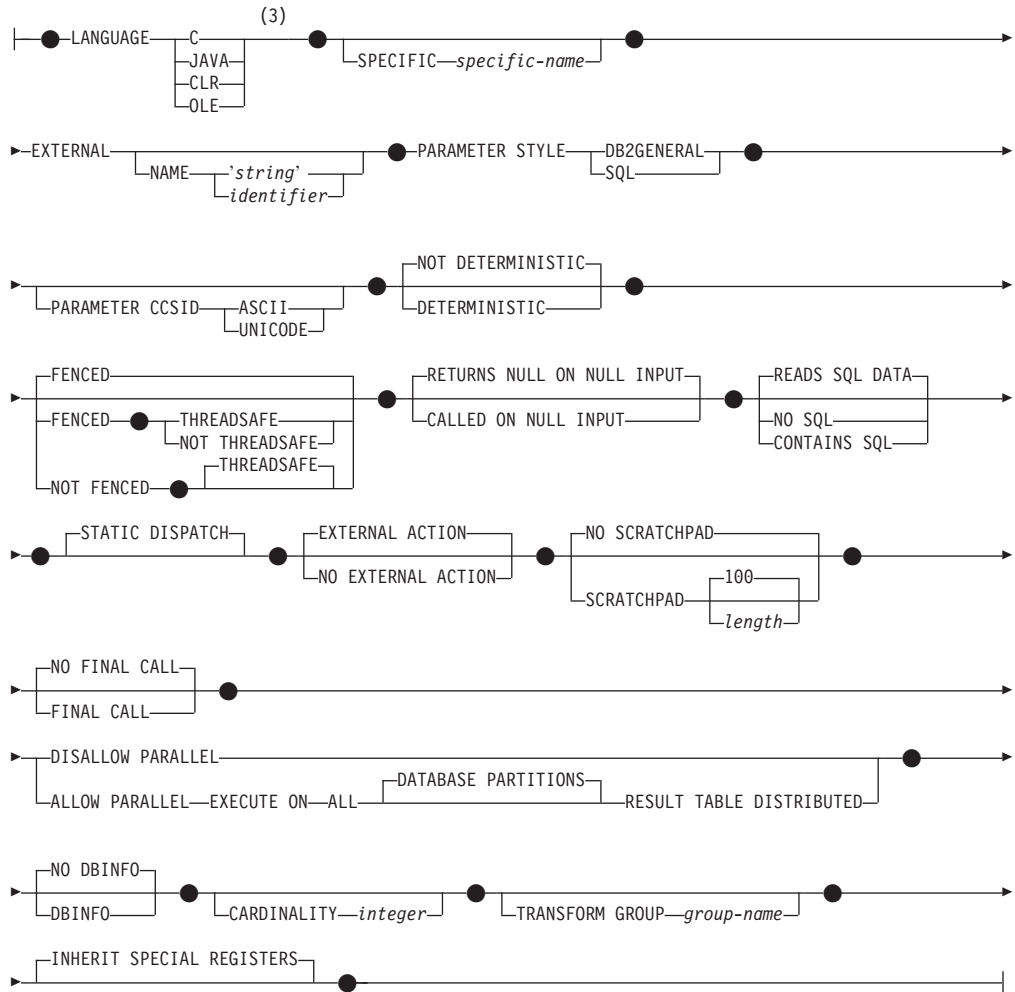 (3)
LANGUAGE C SPECIFIC specific-name
JAVA
CLR
OLE
EXTERNAL NAME 'string' PARAMETER STYLE DB2GENERAL
identifier SQL
NOT DETERMINISTIC
PARAMETER CCSID ASCII DETERMINISTIC
UNICODE
FENCED RETURNS NULL ON NULL INPUT READS SQL DATA
FENCED THREADSAFE CALLED ON NULL INPUT NO SQL
NOT THREADSAFE CONTAINS SQL
THREADSAFE
NOT FENCED
STATIC DISPATCH EXTERNAL ACTION NO SCRATCHPAD
NO EXTERNAL ACTION 100
SCRATCHPAD
length
NO FINAL CALL
FINAL CALL
DISALLOW PARALLEL
DATABASE PARTITIONS
ALLOW PARALLEL EXECUTE ON ALL RESULT TABLE DISTRIBUTED
NO DBINFO
DBINFO CARDINALITY integer TRANSFORM GROUP group-name
INHERIT SPECIAL REGISTERS